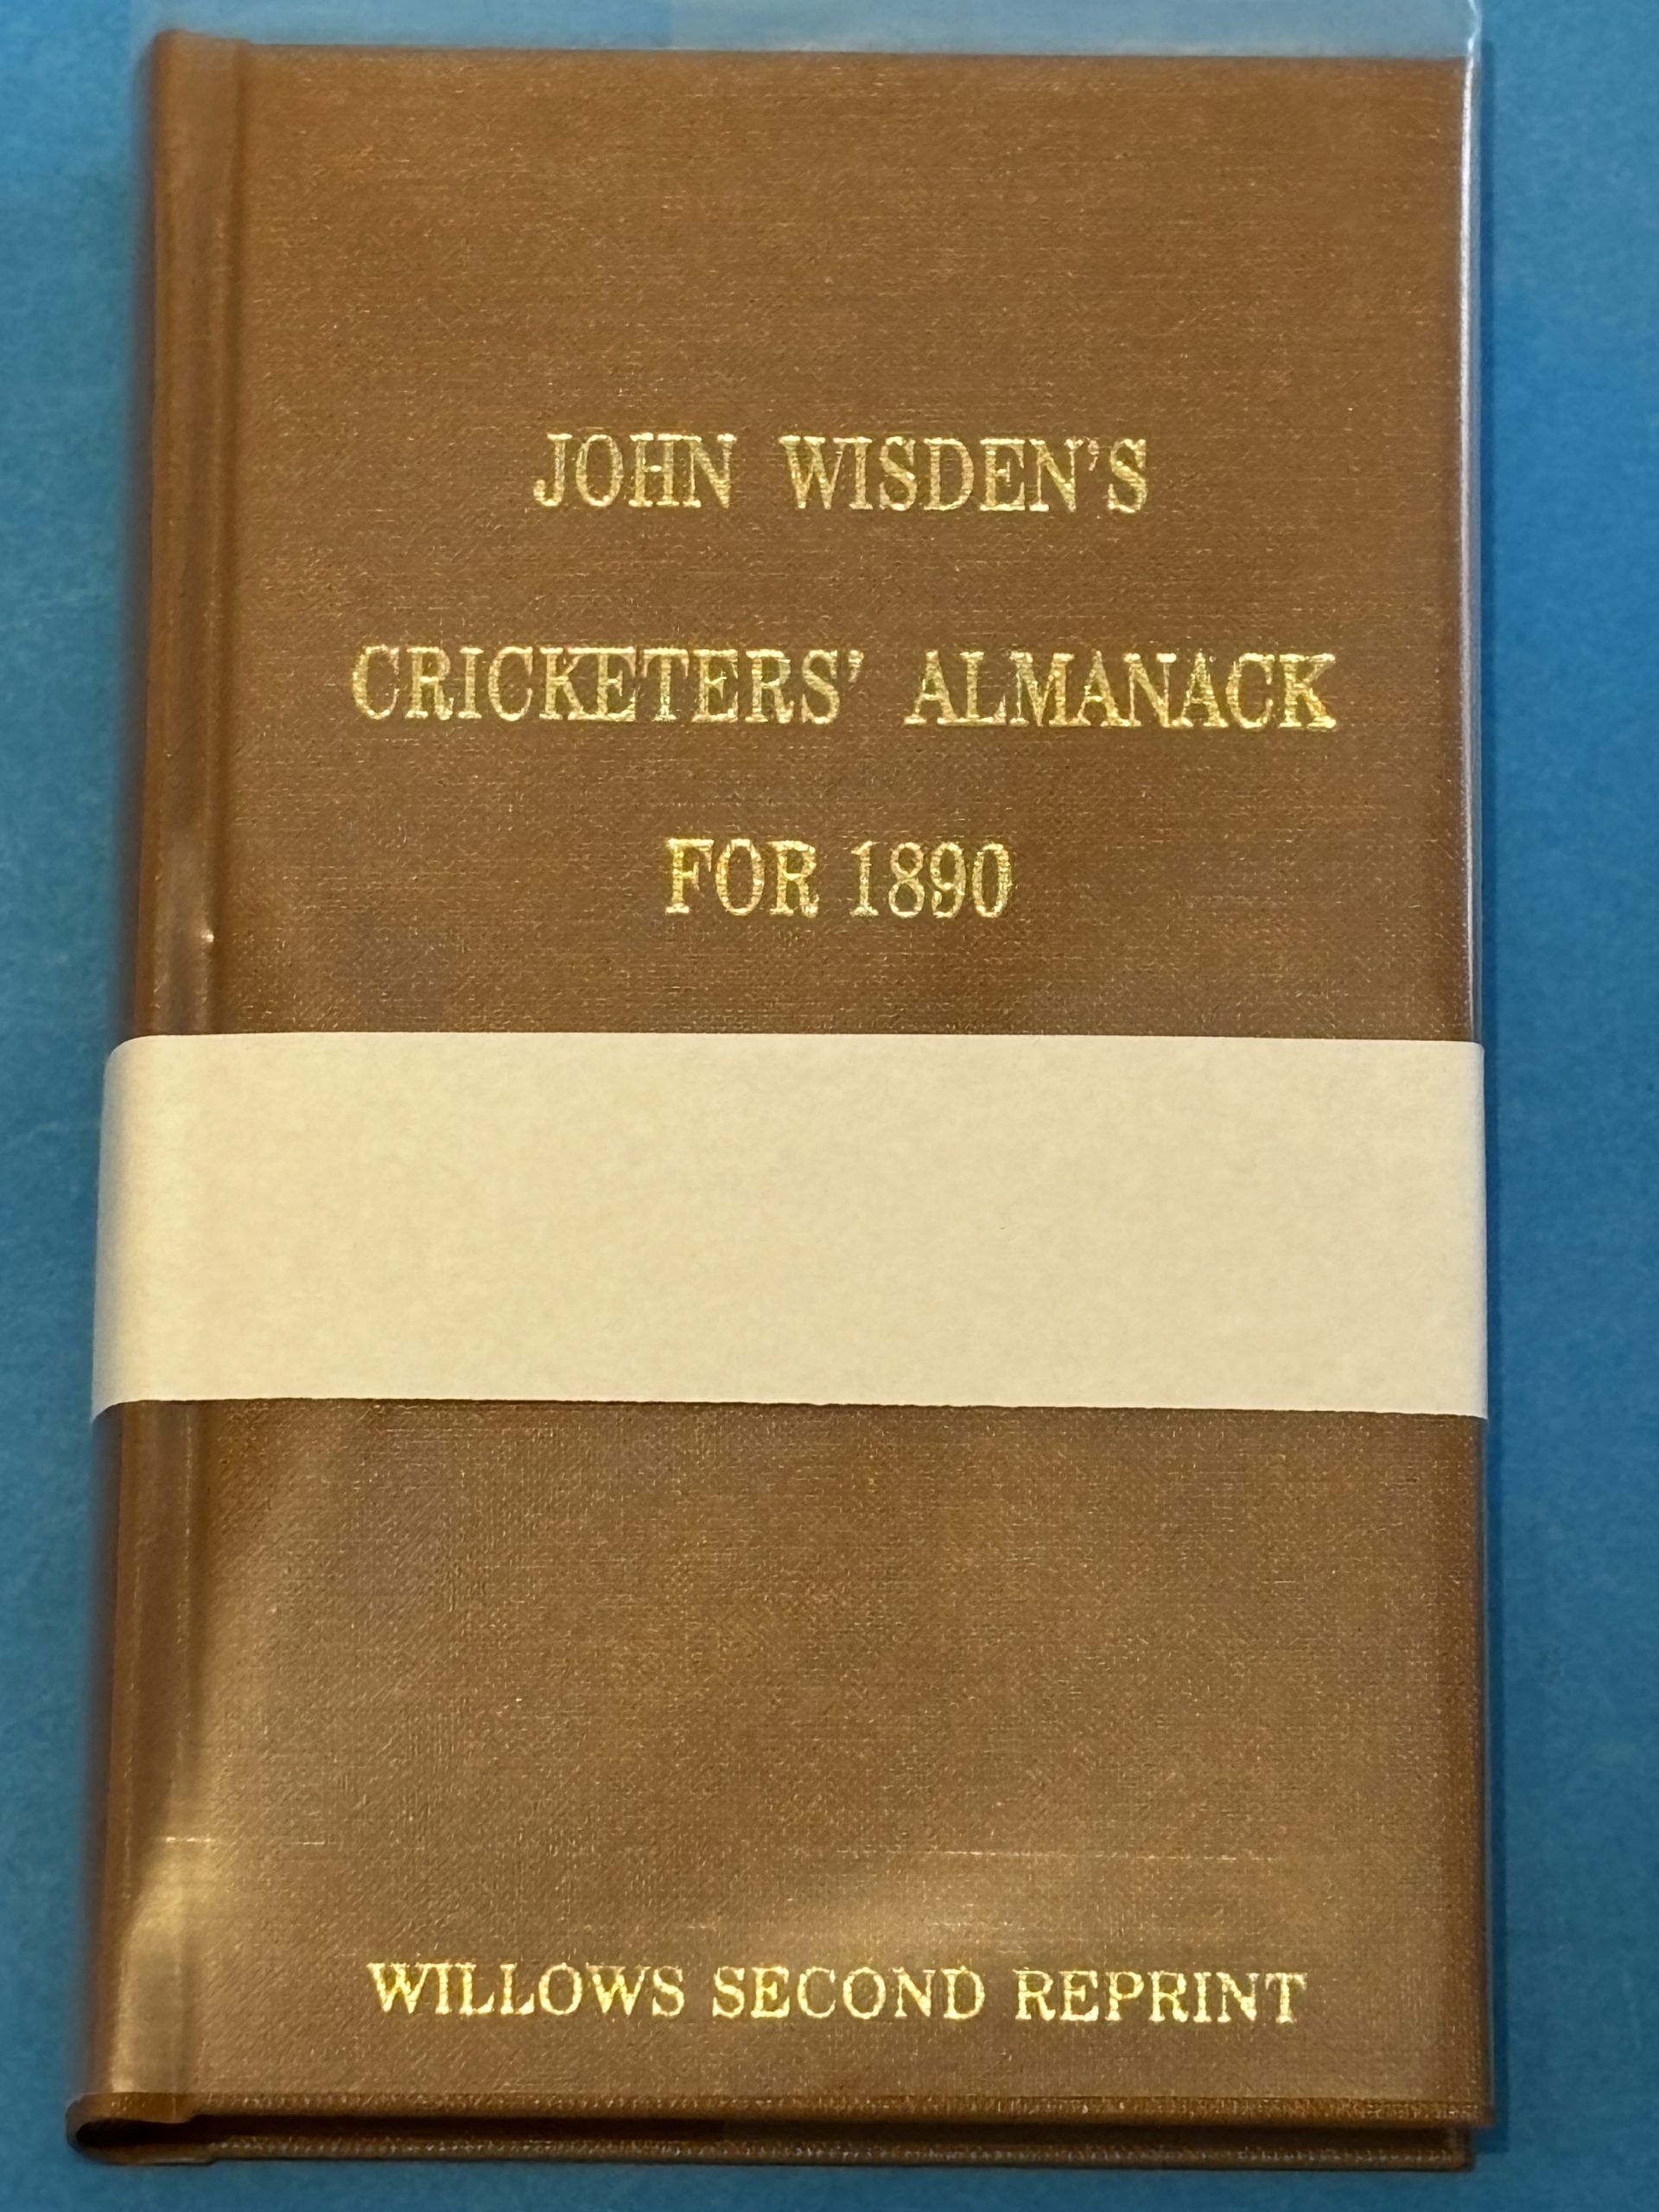 JOHN WISDEN'S
CRICKETERS' ALMANACK
FOR 1890
WILLOWS SECOND REPRINT